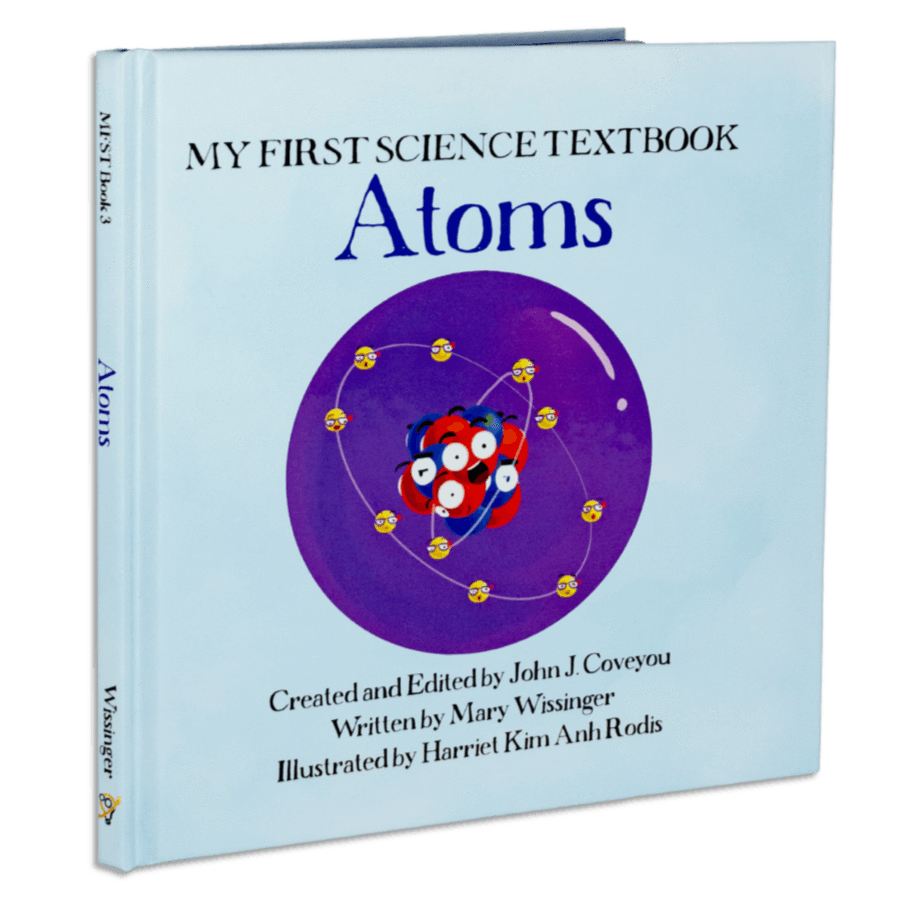 MY FIRST SCIENCE TEXTBOOK
Atoms
Created and Edited by John J. Coveyou
Written by Mary Wissinger
Illustrated by Harriet Kim Anh Rodis
MFST Book 3
Atoms
Wissinger